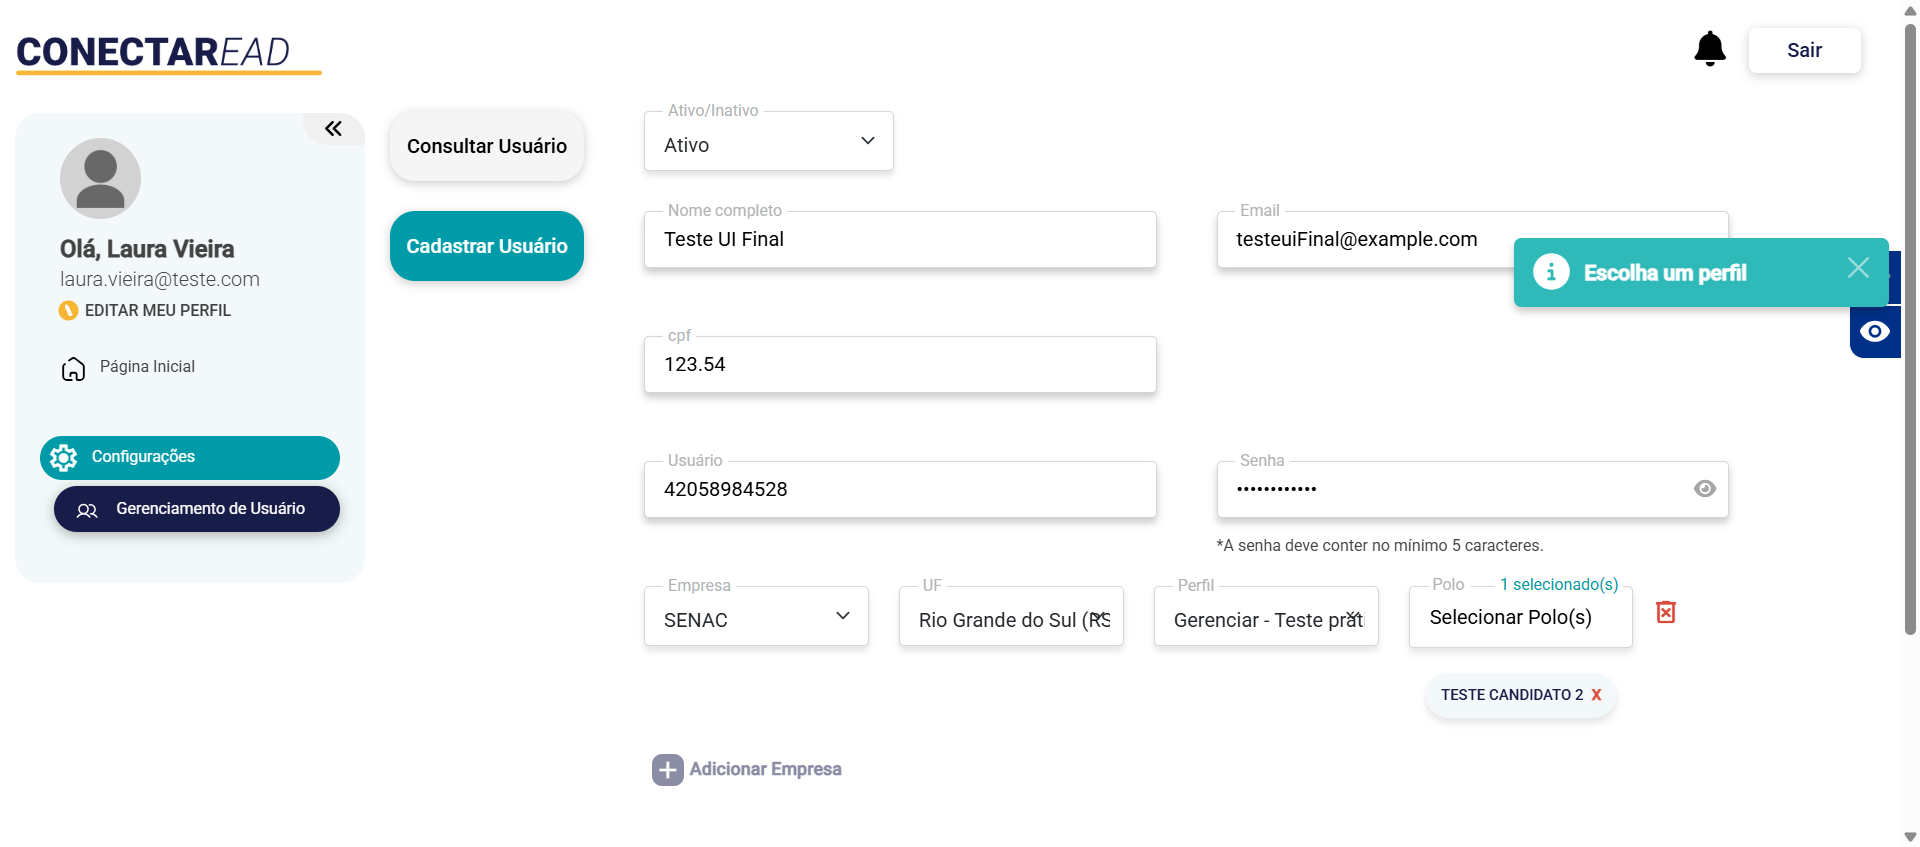 CONECTAREAD
Sair
Olá, Laura Vieira
laura.vieira@teste.com
EDITAR MEU PERFIL
Página Inicial
Configurações
Gerenciamento de Usuário
Consultar Usuário
Cadastrar Usuário
Ativo/Inativo
Ativo
Nome completo
Teste UI Final
Email
testeuiFinal@example.com
Escolha um perfil
cpf
123.54
Usuário
42058984528
Senha
••••••••••••
*A senha deve conter no mínimo 5 caracteres.
Empresa
SENAC
UF
Rio Grande do Sul (RS
Perfil
Gerenciar - Teste prát
Polo
1 selecionado(s)
Selecionar Polo(s)
TESTE CANDIDATO 2 X
Adicionar Empresa